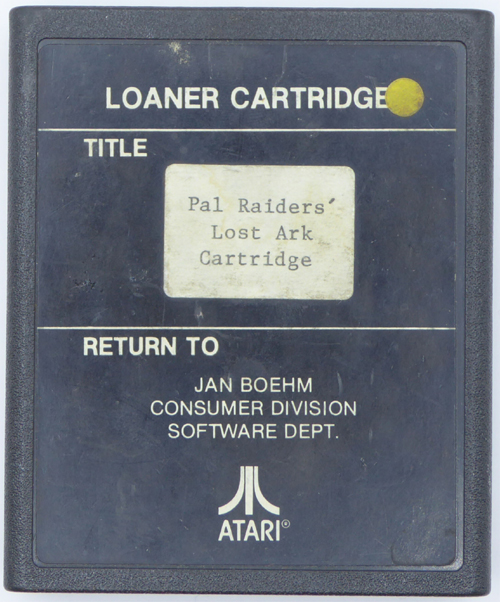 LOANER CARTRIDGE
TITLE
Pal Raiders'
Lost Ark
Cartridge
RETURN TO
JAN BOEHM
CONSUMER DIVISION
SOFTWARE DEPT.
ATARI®